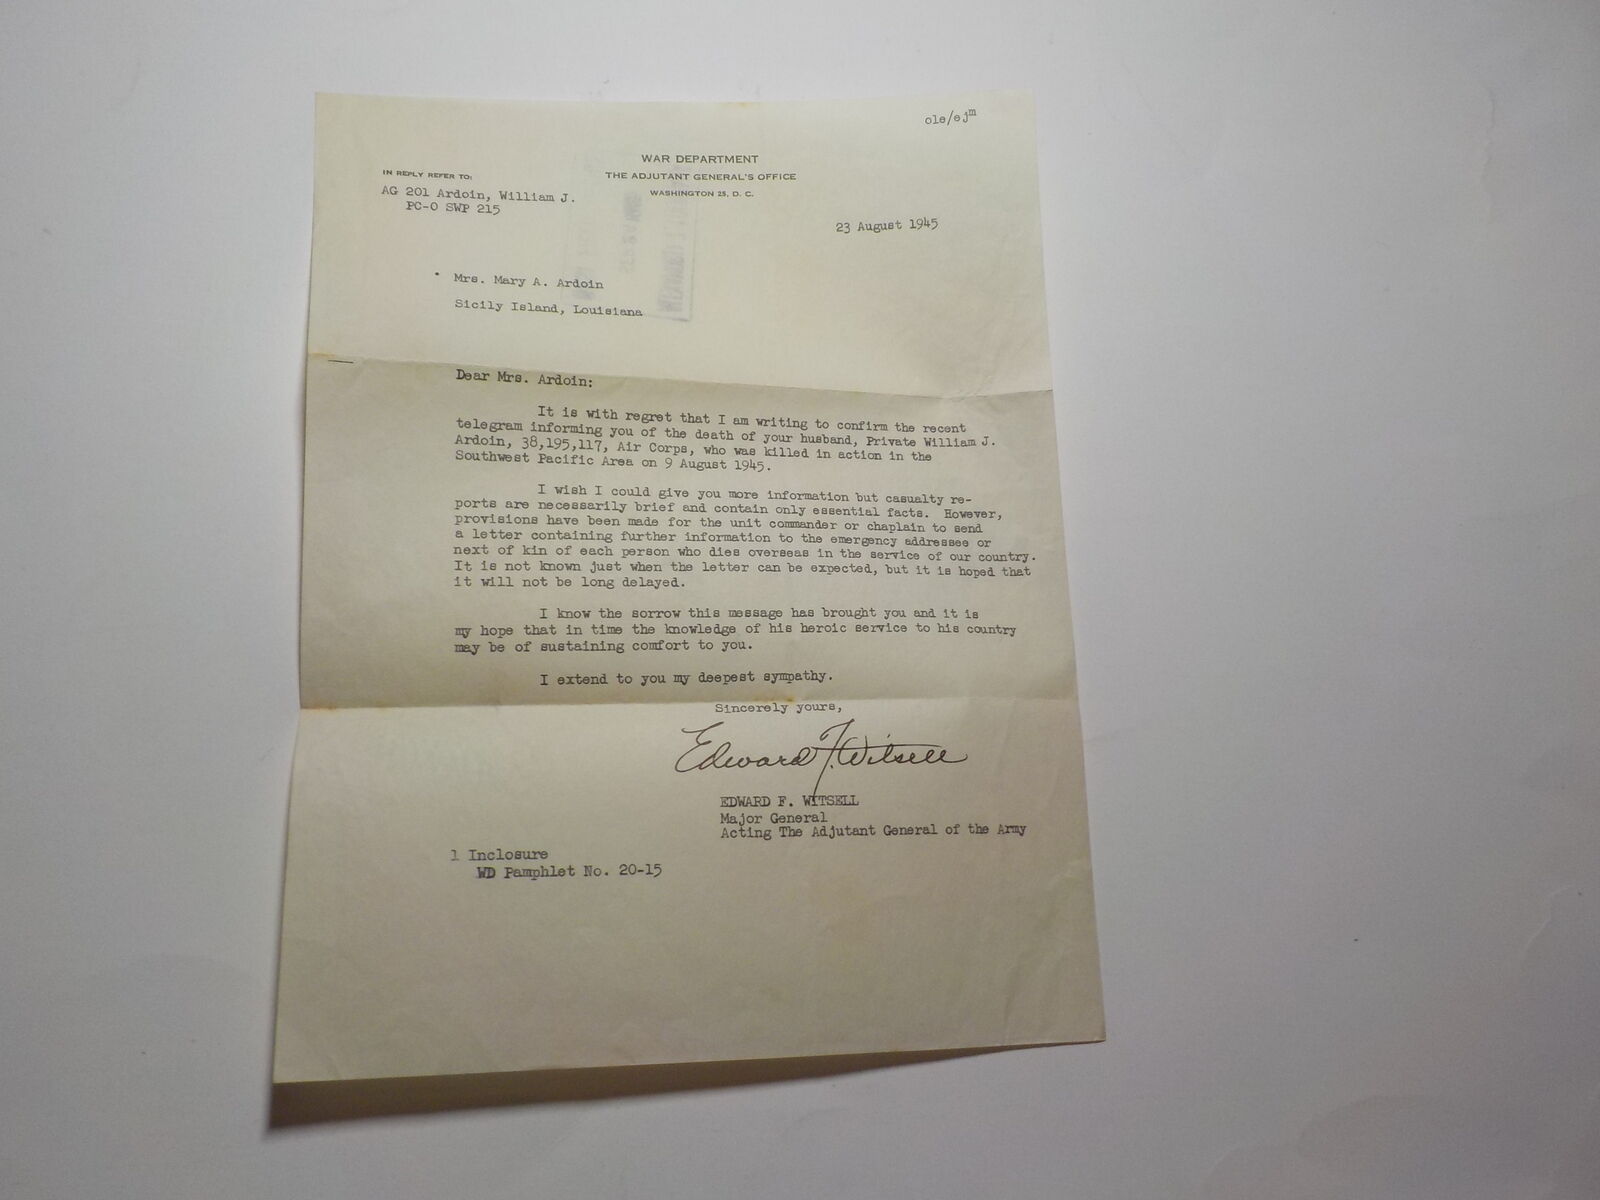 ole/ejm
WAR DEPARTMENT
THE ADJUTANT GENERAL'S OFFICE
WASHINGTON 25, D. C.
IN REPLY REFER TO:
AG 201 Ardoin, William J.
PC-O SWP 215
23 August 1945
Mrs. Mary A. Ardoin
Sicily Island, Louisiana
Dear Mrs. Ardoin:
It is with regret that I am writing to confirm the recent
telegram informing you of the death of your husband, Private William J.
Ardoin, 38,195,117, Air Corps, who was killed in action in the
Southwest Pacific Area on 9 August 1945.
I wish I could give you more information but casualty re-
ports are necessarily brief and contain only essential facts. However,
provisions have been made for the unit commander or chaplain to send
a letter containing further information to the emergency addressee or
next of kin of each person who dies overseas in the service of our country.
It is not known just when the letter can be expected, but it is hoped that
it will not be long delayed.
I know the sorrow this message has brought you and it is
my hope that in time the knowledge of his heroic service to his country
may be of sustaining comfort to you.
I extend to you my deepest sympathy.
Sincerely yours,
Edward F. Witsell
EDWARD F. WITSELL
Major General
Acting The Adjutant General of the Army
1 Inclosure
WD Pamphlet No. 20-15